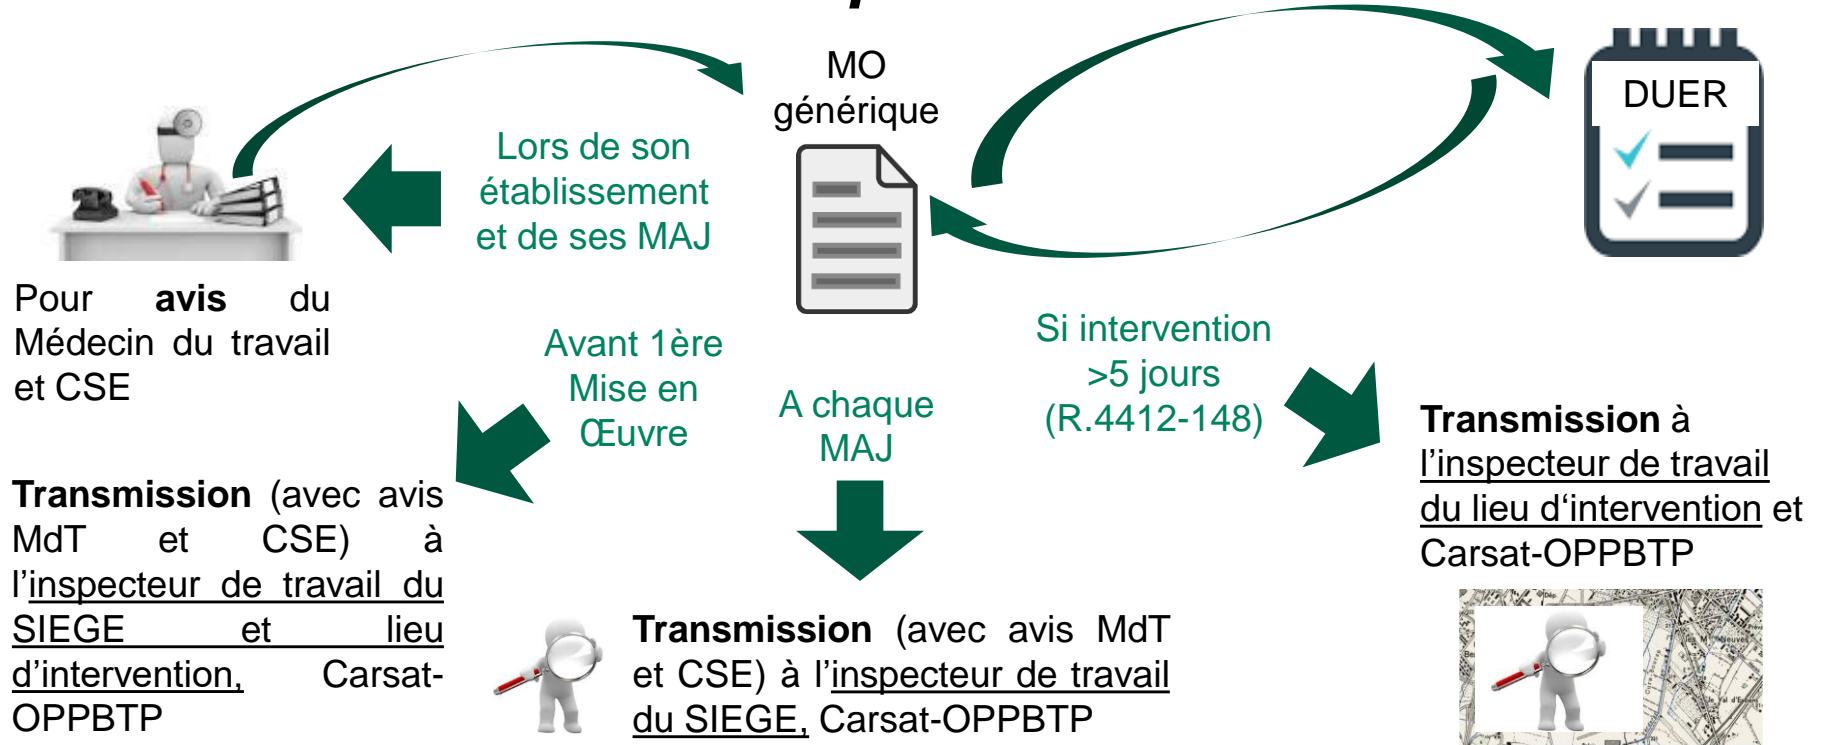 MO
générique
DUER
Lors de son
établissement
et de ses MAJ
Pour avis du
Médecin du travail
et CSE
Avant 1ère
Mise en
Œuvre
A chaque
MAJ
Si intervention
>5 jours
(R.4412-148)
Transmission (avec avis
MdT et CSE) à
l'inspecteur de travail du
SIEGE et lieu
d'intervention, Carsat-
OPPBTP
Transmission (avec avis MdT
et CSE) à l'inspecteur de travail
du SIEGE, Carsat-OPPBTP
Transmission à
l'inspecteur de travail
du lieu d'intervention et
Carsat-OPPBTP